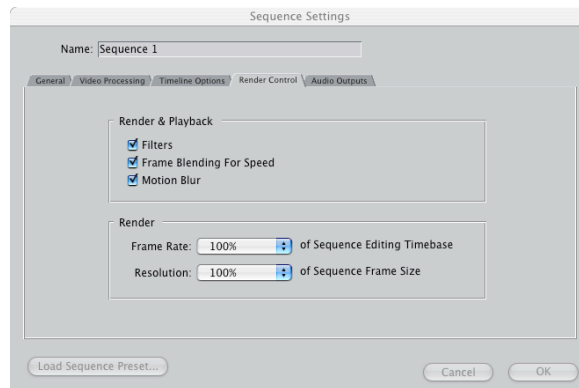 Sequence Settings
Name: Sequence 1
General Video Processing Timeline Options Render Control Audio Outputs
Render & Playback
Filters
Frame Blending For Speed
Motion Blur
Render
Frame Rate: 100% of Sequence Editing Timebase
Resolution: 100% of Sequence Frame Size
Load Sequence Preset... Cancel OK